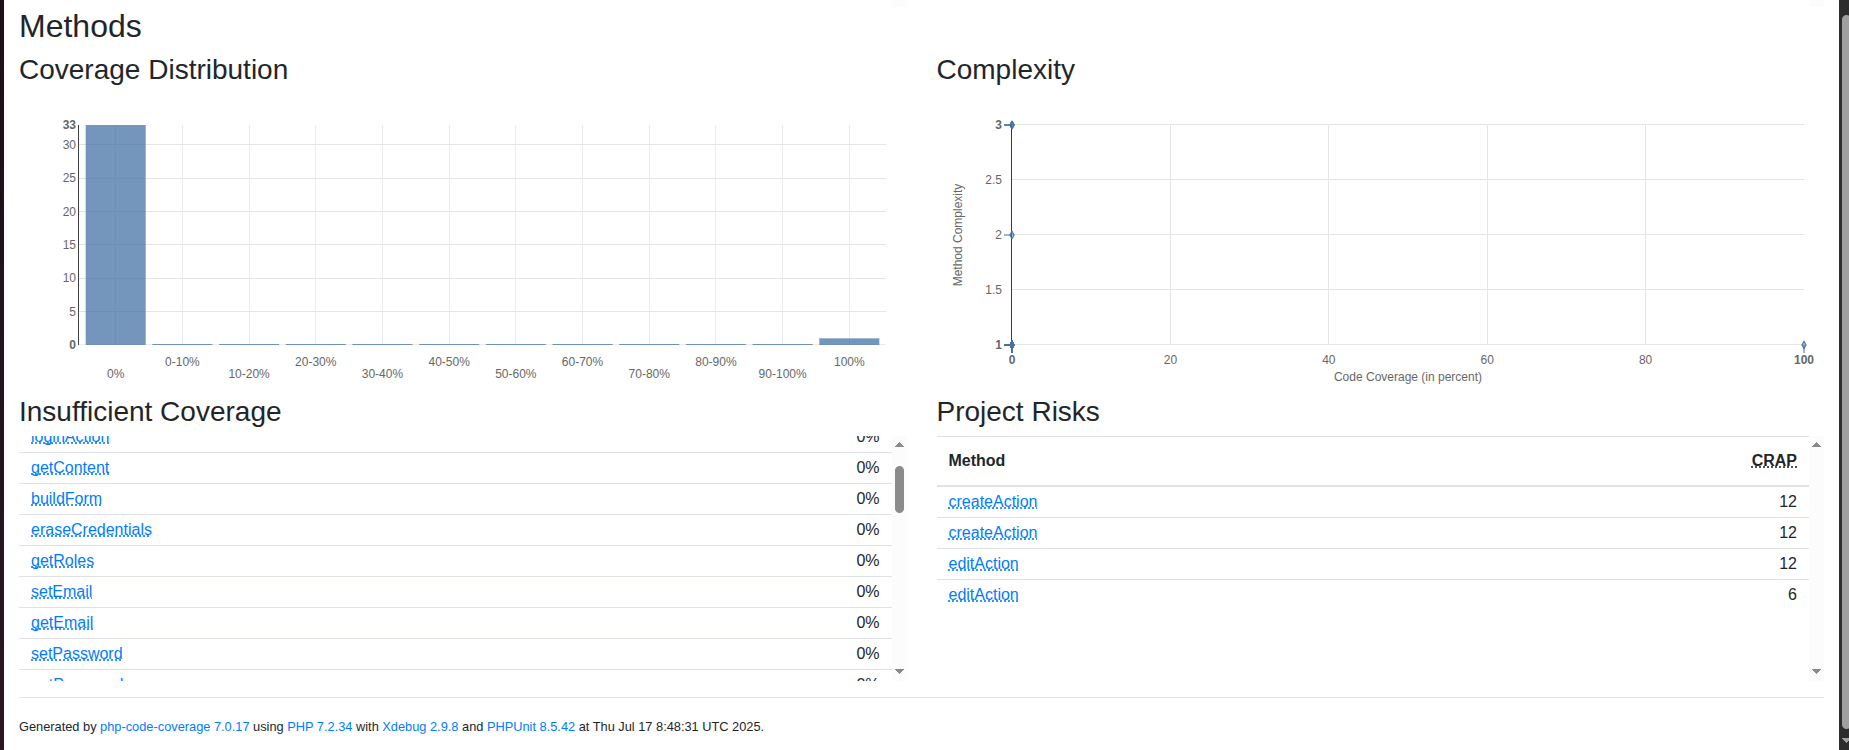 Methods
Coverage Distribution
33
30
25
20
15
10
5
0
0%
0-10%
10-20%
20-30%
30-40%
40-50%
50-60%
60-70%
70-80%
80-90%
90-100%
100%
Complexity
3
2.5
2
1.5
1
Method Complexity
0
20
40
60
80
100
Code Coverage (in percent)
Insufficient Coverage
loginAction 0%
getContent 0%
buildForm 0%
eraseCredentials 0%
getRoles 0%
setEmail 0%
getEmail 0%
setPassword 0%
Project Risks
Method CRAP
createAction 12
createAction 12
editAction 12
editAction 6
Generated by php-code-coverage 7.0.17 using PHP 7.2.34 with Xdebug 2.9.8 and PHPUnit 8.5.42 at Thu Jul 17 8:48:31 UTC 2025.